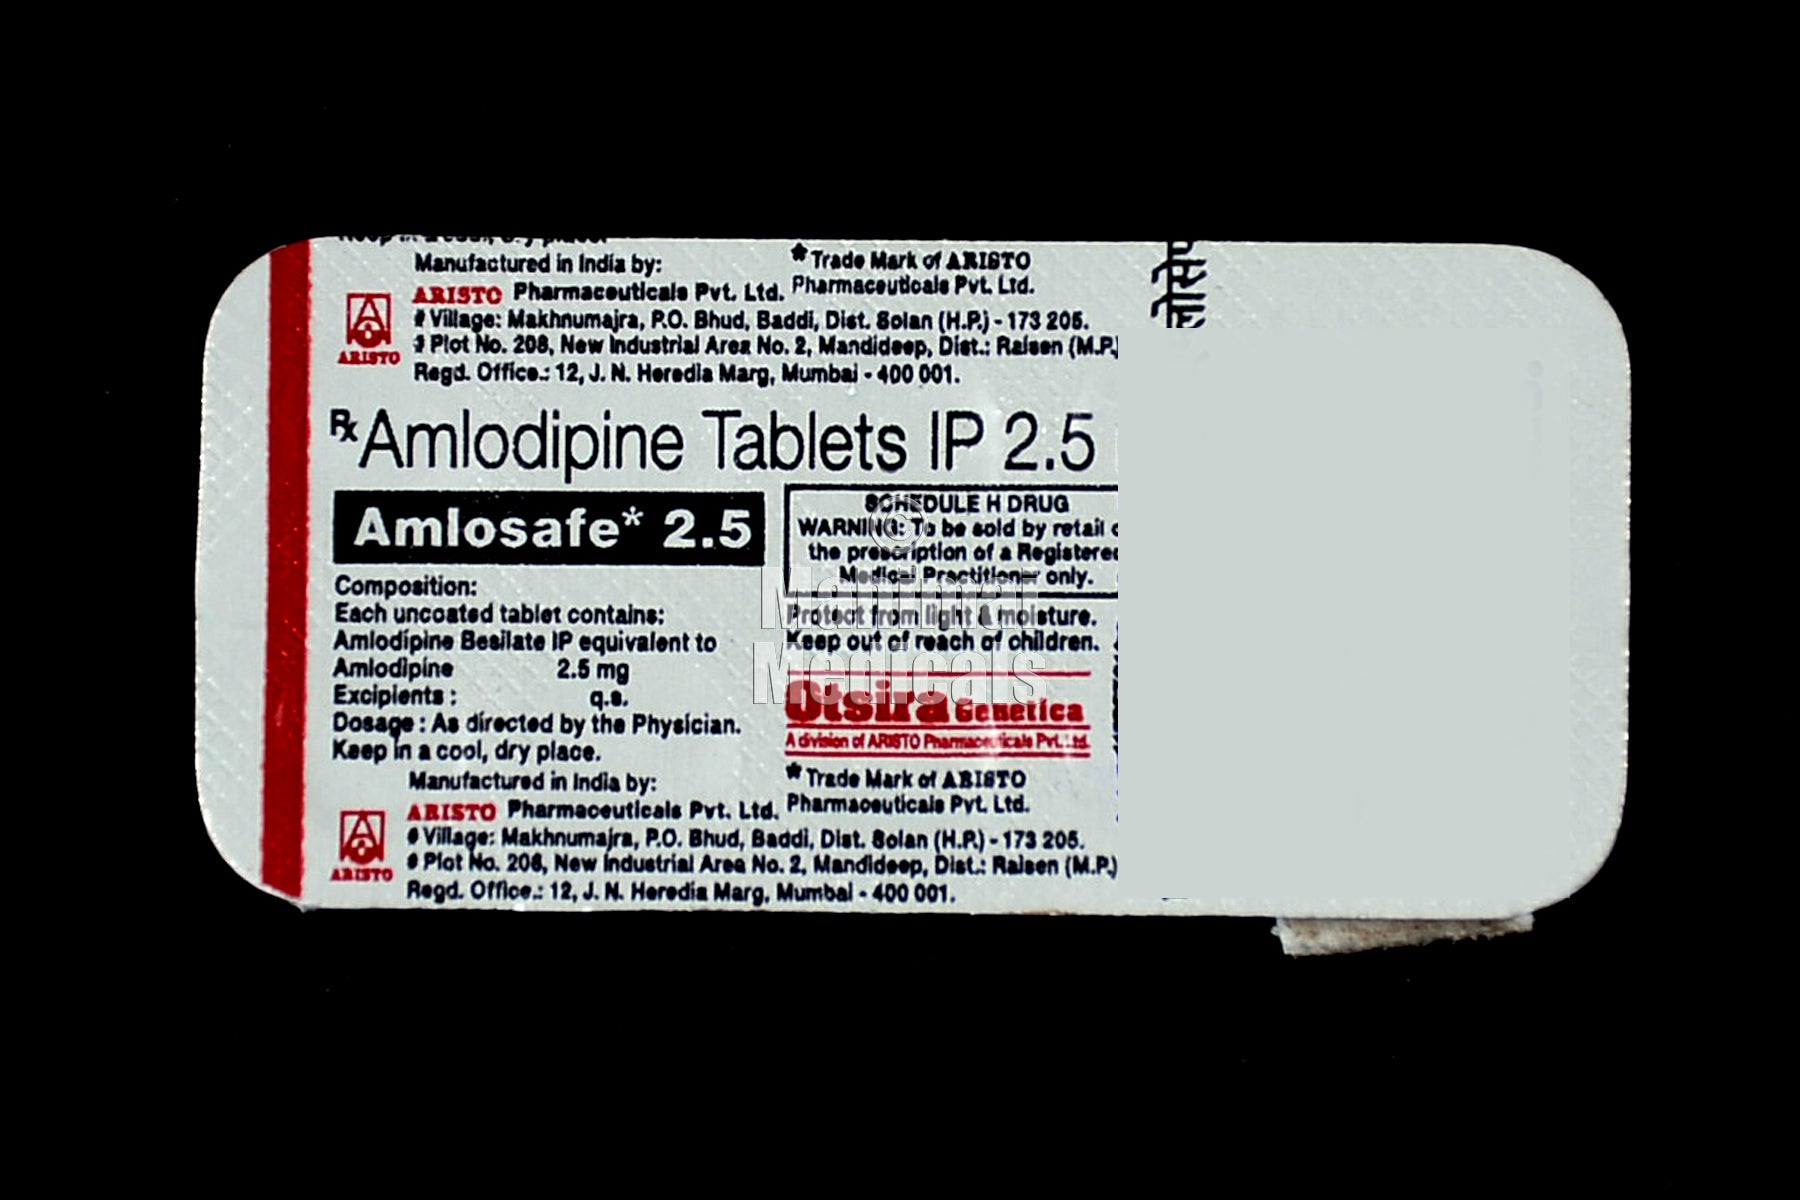 Keep in a cool, dry place.
Manufactured in India by:
ARISTO Pharmaceuticals Pvt. Ltd.
# Village: Makhnumajra, P.O. Bhud, Baddi, Dist. Solan (H.P.) - 173 205.
# Plot No. 208, New Industrial Area No. 2, Mandideep, Dist.: Raisen (M.P.)
Regd. Office.: 12, J. N. Heredia Marg, Mumbai - 400 001.
ARISTO
* Trade Mark of ARISTO
Pharmaceuticals Pvt. Ltd.
Rx Amlodipine Tablets IP 2.5
Amlosafe* 2.5
Composition:
Each uncoated tablet contains:
Amlodipine Besilate IP equivalent to
Amlodipine 2.5 mg
Excipients : q.s.
Dosage : As directed by the Physician.
Keep in a cool, dry place.
SCHEDULE H DRUG
WARNING: To be sold by retail
the prescription of a Registered
Medical Practitioner only.
Protect from light & moisture.
Keep out of reach of children.
Otsira Genetica
A division of ARISTO Pharmaceuticals Pvt. Ltd.
Manufactured in India by:
ARISTO Pharmaceuticals Pvt. Ltd.
# Village: Makhnumajra, P.O. Bhud, Baddi, Dist. Solan (H.P.) - 173 205.
# Plot No. 208, New Industrial Area No. 2, Mandideep, Dist.: Raisen (M.P.)
Regd. Office.: 12, J. N. Heredia Marg, Mumbai - 400 001.
ARISTO
* Trade Mark of ARISTO
Pharmaceuticals Pvt. Ltd.
©
Manimat
Medicals